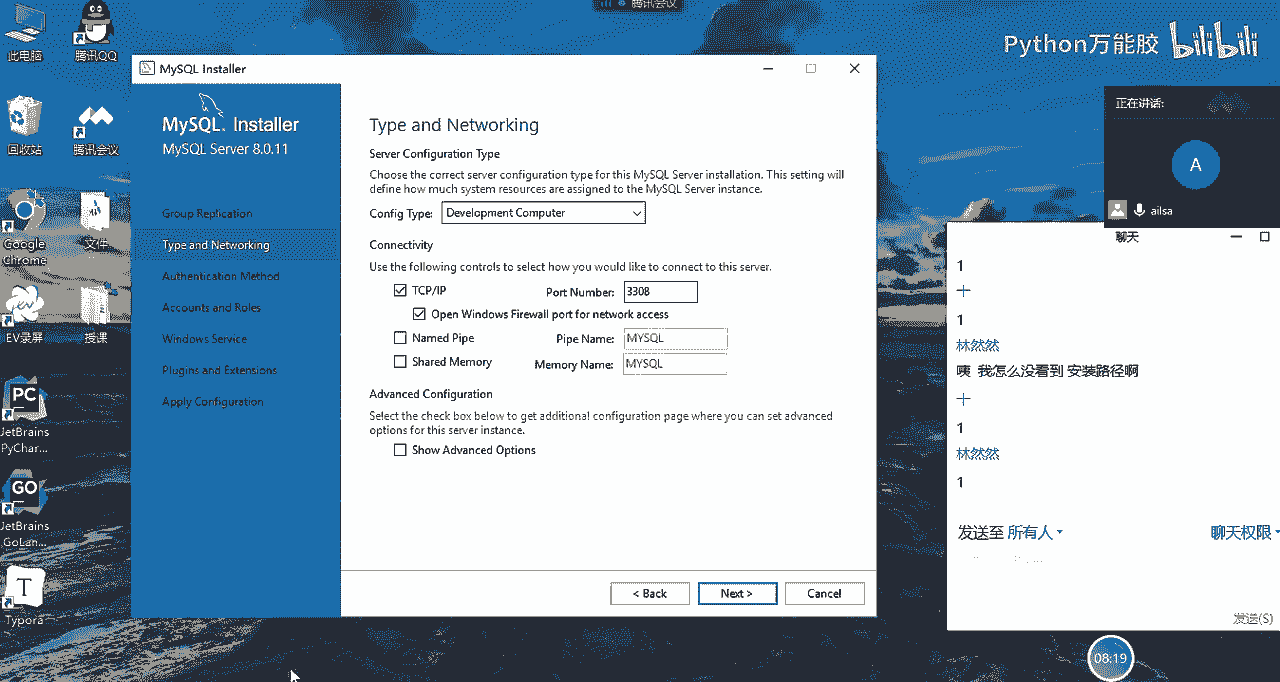 腾讯会议
此电脑
腾讯QQ
Python万能胶 bilibili
MySQL Installer
正在讲话:
回收站
腾讯会议
MySQL Installer
MySQL Server 8.0.11
Type and Networking
Server Configuration Type
Choose the correct server configuration type for this MySQL Server installation. This setting will
define how much system resources are assigned to the MySQL Server instance.
Config Type: Development Computer
A
ailsa
Group Replication
Type and Networking
Authentication Method
Accounts and Roles
Windows Service
Plugins and Extensions
Apply Configuration
Connectivity
Use the following controls to select how you would like to connect to this server.
TCP/IP
Port Number: 3308
Open Windows Firewall port for network access
Named Pipe
Pipe Name: MYSQL
Shared Memory
Memory Name: MYSQL
Advanced Configuration
Select the check box below to get additional configuration page where you can set advanced
options for this server instance.
Show Advanced Options
< Back
Next >
Cancel
Google
Chrome
文件
EV录屏
授课
PC
JetBrains
PyChar...
GO
JetBrains
GoLan...
T
Typora
聊天
1
十
1
林然然
咦 我怎么没看到 安装路径啊
十
1
林然然
1
发送至 所有人
聊天权限
发送(S)
08:19